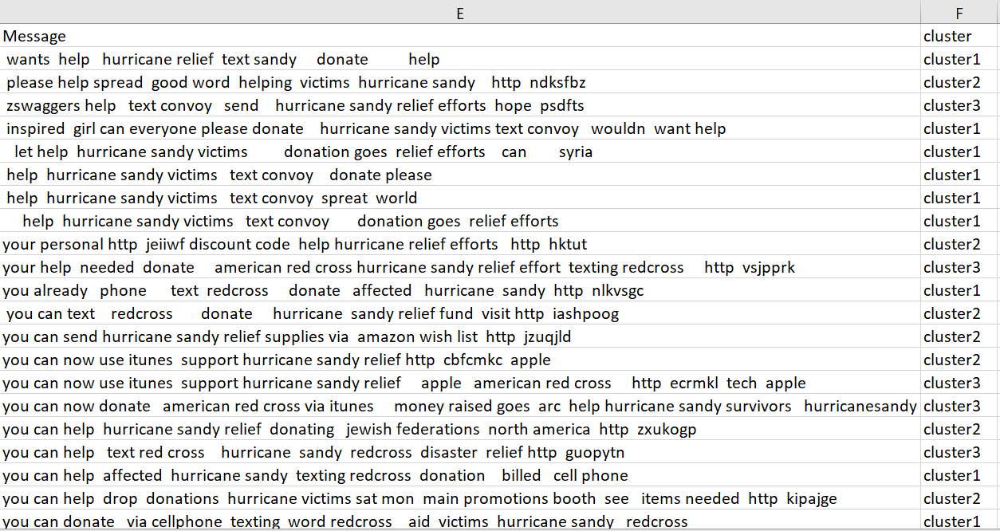 E F
Message cluster
wants help hurricane relief text sandy donate help cluster1
please help spread good word helping victims hurricane sandy http ndksfbz cluster2
zswaggers help text convoy send hurricane sandy relief efforts hope psdfts cluster3
inspired girl can everyone please donate hurricane sandy victims text convoy wouldn want help cluster1
let help hurricane sandy victims donation goes relief efforts can syria cluster1
help hurricane sandy victims text convoy donate please cluster1
help hurricane sandy victims text convoy spreat world cluster1
help hurricane sandy victims text convoy donation goes relief efforts cluster1
your personal http jeiiwf discount code help hurricane relief efforts http hktut cluster2
your help needed donate american red cross hurricane sandy relief effort texting redcross http vsjpprk cluster3
you already phone text redcross donate affected hurricane sandy http nlkvsgc cluster1
you can text redcross donate hurricane sandy relief fund visit http iashpoog cluster2
you can send hurricane sandy relief supplies via amazon wish list http jzuqjld cluster2
you can now use itunes support hurricane sandy relief http cbfcmkc apple cluster2
you can now use itunes support hurricane sandy relief apple american red cross http ecrmkl tech apple cluster3
you can now donate american red cross via itunes money raised goes arc help hurricane sandy survivors hurricanesandy cluster3
you can help hurricane sandy relief donating jewish federations north america http zxukogp cluster2
you can help text red cross hurricane sandy redcross disaster relief http guopytn cluster3
you can help affected hurricane sandy texting redcross donation billed cell phone cluster1
you can help drop donations hurricane victims sat mon main promotions booth see items needed http kipajge cluster2
you can donate via cellphone texting word redcross aid victims hurricane sandy redcross cluster1